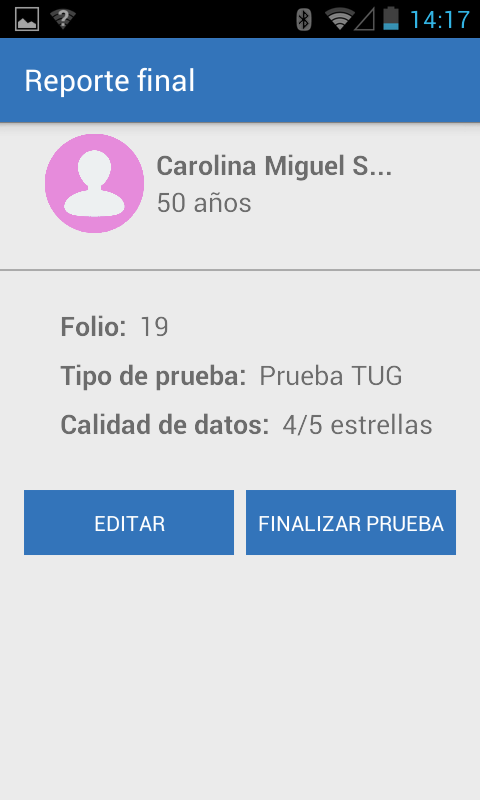 14:17
Reporte final
Carolina Miguel S...
50 años
Folio: 19
Tipo de prueba: Prueba TUG
Calidad de datos: 4/5 estrellas
EDITAR
FINALIZAR PRUEBA